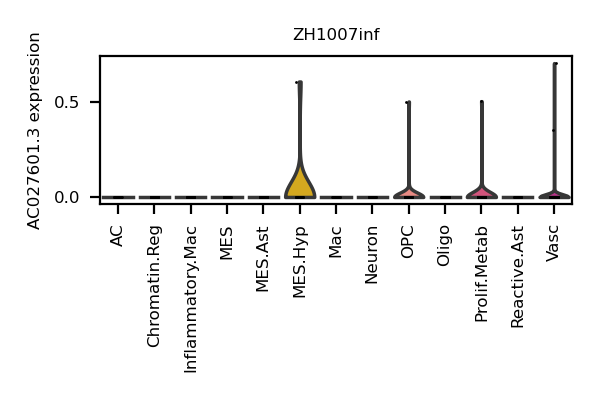 ZH1007inf
AC027601.3 expression
0.5
0.0
AC
Chromatin.Reg
Inflammatory.Mac
MES
MES.Ast
MES.Hyp
Mac
Neuron
OPC
Oligo
Prolif.Metab
Reactive.Ast
Vasc